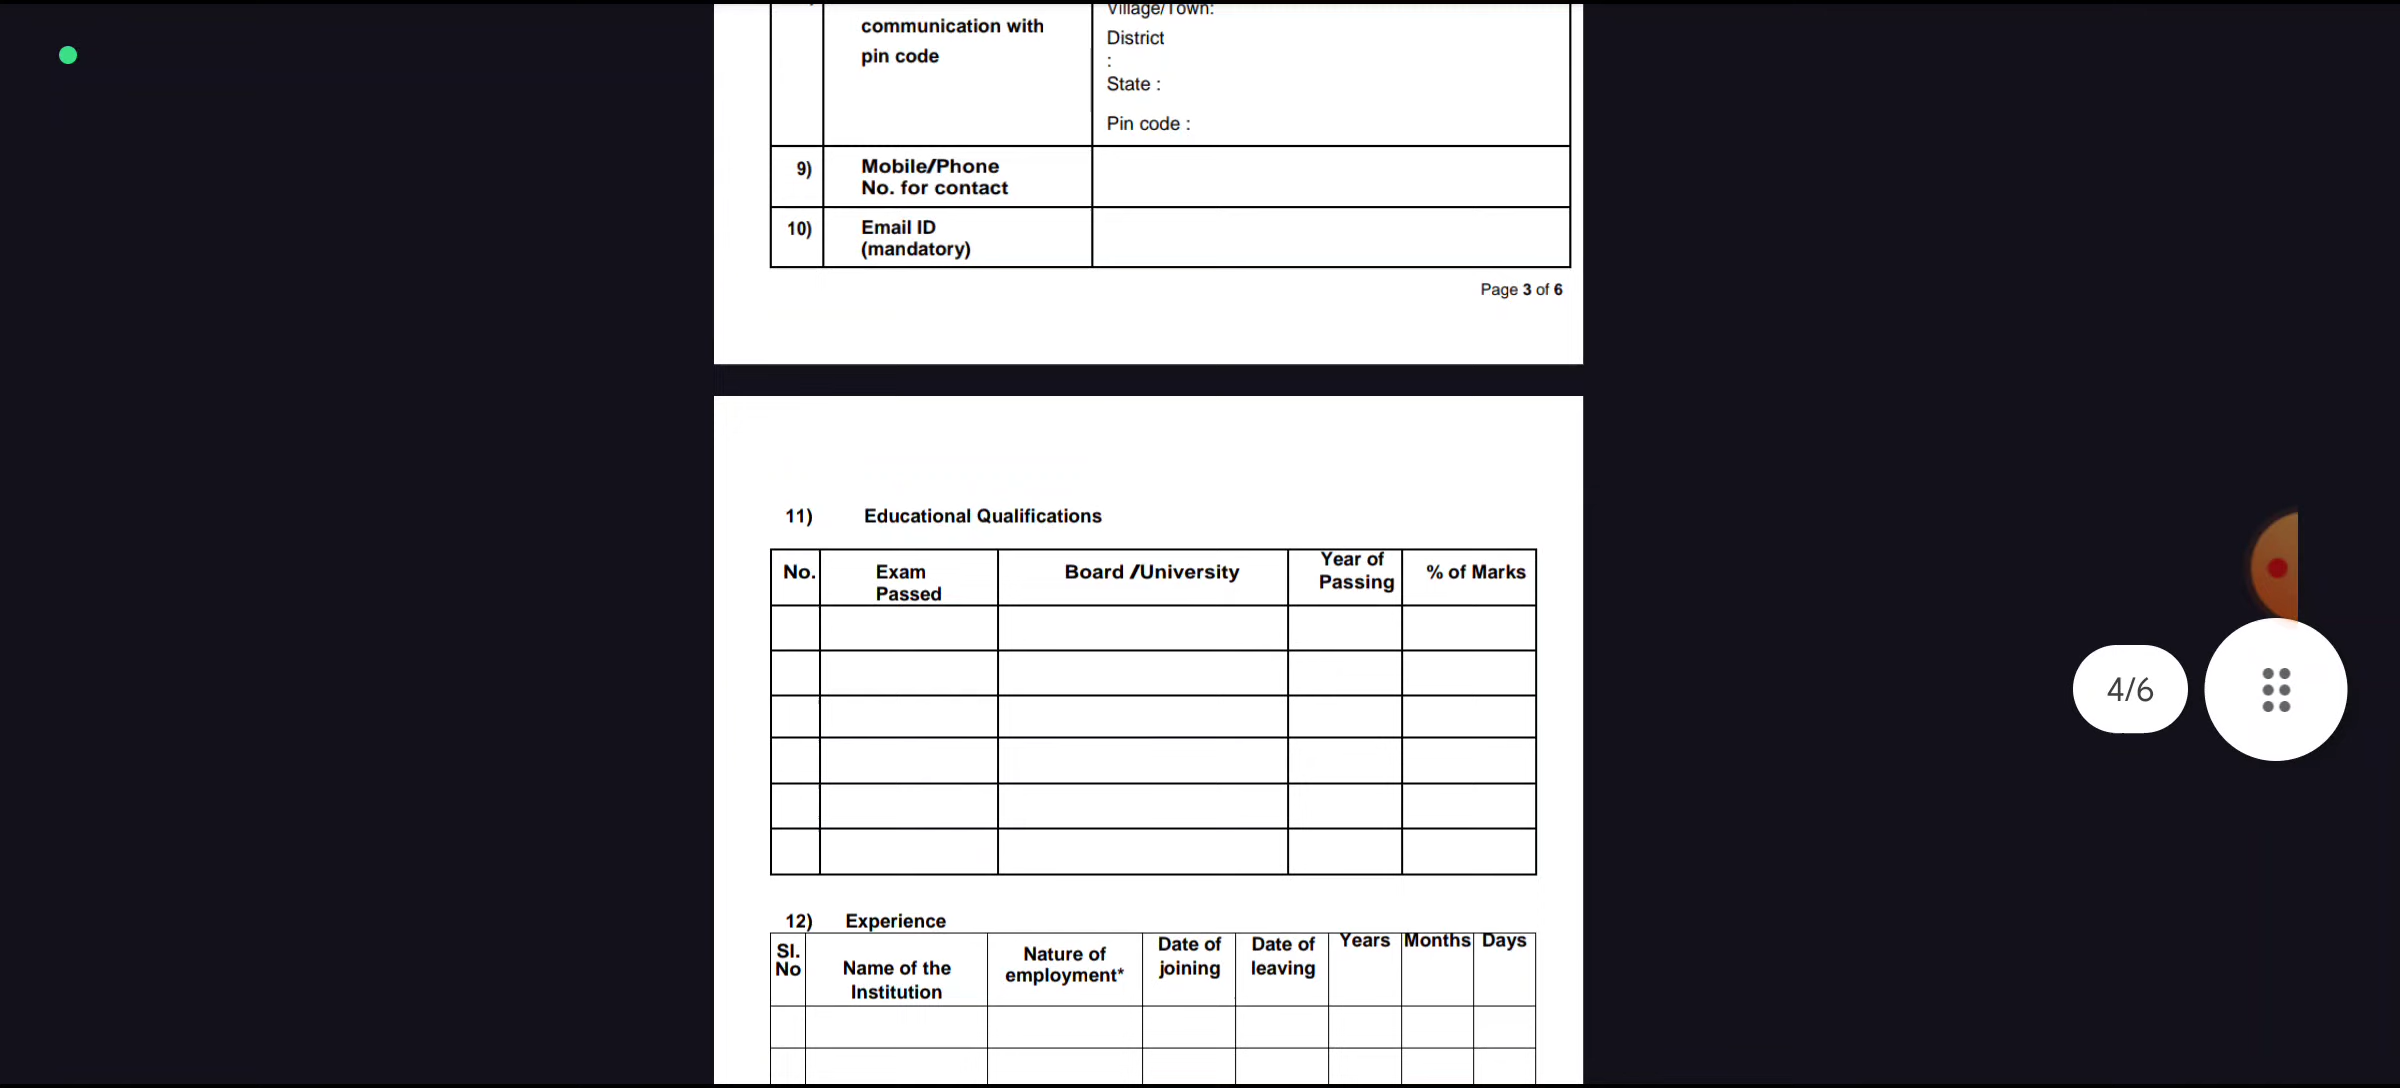 communication with
pin code
Village/Town:
District
:
State :
Pin code :
9) Mobile/Phone
No. for contact
10) Email ID
(mandatory)
Page 3 of 6
11) Educational Qualifications
No. Exam
Passed
Board /University
Year of
Passing
% of Marks
12) Experience
Sl.
No
Name of the
Institution
Nature of
employment*
Date of
joining
Date of
leaving
Years Months Days
4/6